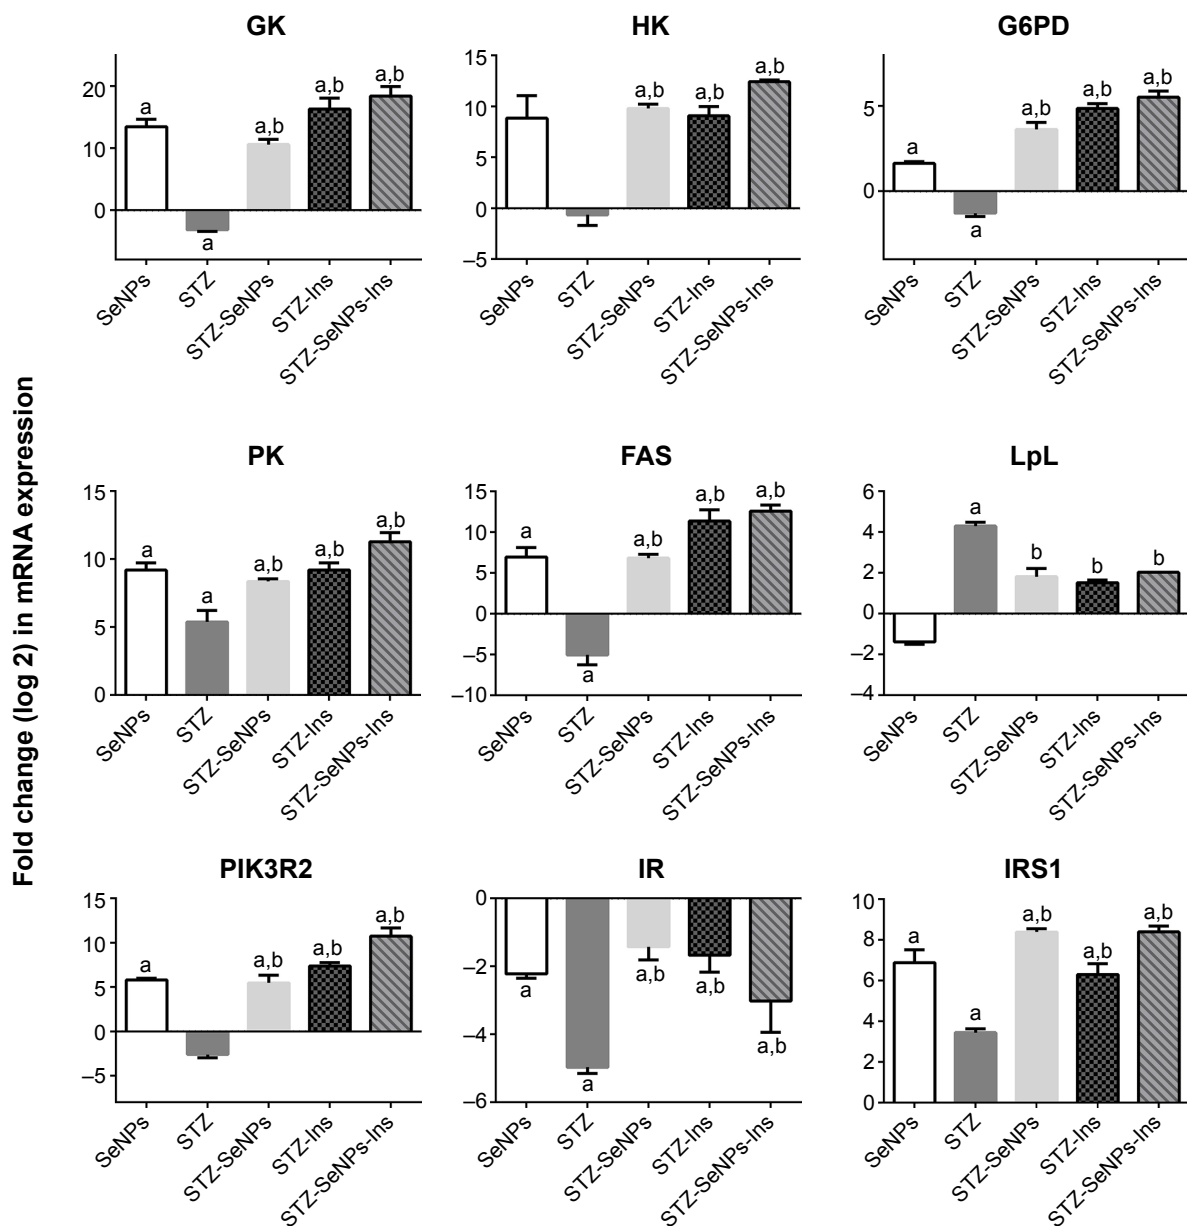 Fold change (log 2) in mRNA expression
GK
20
10
0
a
a
a,b
a,b
a,b
SeNPs
STZ
STZ-SeNPs
STZ-Ins
STZ-SeNPs-Ins
HK
15
10
5
0
–5
a,b
a,b
a,b
SeNPs
STZ
STZ-SeNPs
STZ-Ins
STZ-SeNPs-Ins
G6PD
5
0
a
a
a,b
a,b
a,b
SeNPs
STZ
STZ-SeNPs
STZ-Ins
STZ-SeNPs-Ins
PK
15
10
5
0
a
a
a,b
a,b
a,b
SeNPs
STZ
STZ-SeNPs
STZ-Ins
STZ-SeNPs-Ins
FAS
15
10
5
0
–5
–10
a
a
a,b
a,b
a,b
SeNPs
STZ
STZ-SeNPs
STZ-Ins
STZ-SeNPs-Ins
LpL
6
4
2
0
–2
–4
a
b
b
b
SeNPs
STZ
STZ-SeNPs
STZ-Ins
STZ-SeNPs-Ins
PIK3R2
15
10
5
0
–5
a
a,b
a,b
a,b
SeNPs
STZ
STZ-SeNPs
STZ-Ins
STZ-SeNPs-Ins
IR
0
–2
–4
–6
a
a
a,b
a,b
a,b
SeNPs
STZ
STZ-SeNPs
STZ-Ins
STZ-SeNPs-Ins
IRS1
8
6
4
2
0
a
a
a,b
a,b
a,b
SeNPs
STZ
STZ-SeNPs
STZ-Ins
STZ-SeNPs-Ins